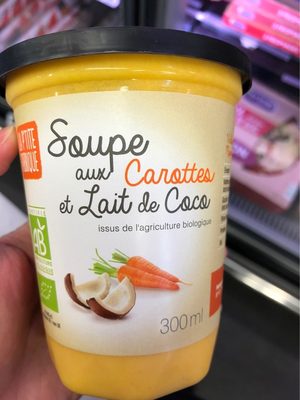 Soupe
aux Carottes
et Lait de Coco
issus de l'agriculture biologique
AB
300ml